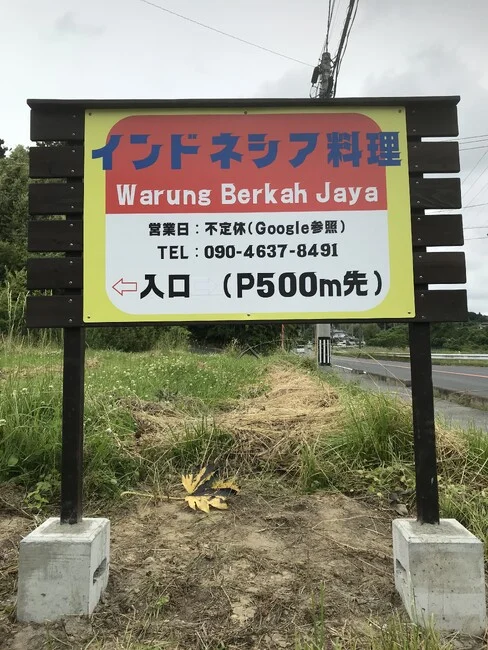 インドネシア料理
Warung Berkah Jaya
営業日：不定休(Google参照)
TEL：090-4637-8491
⇦入口 (P500m先)